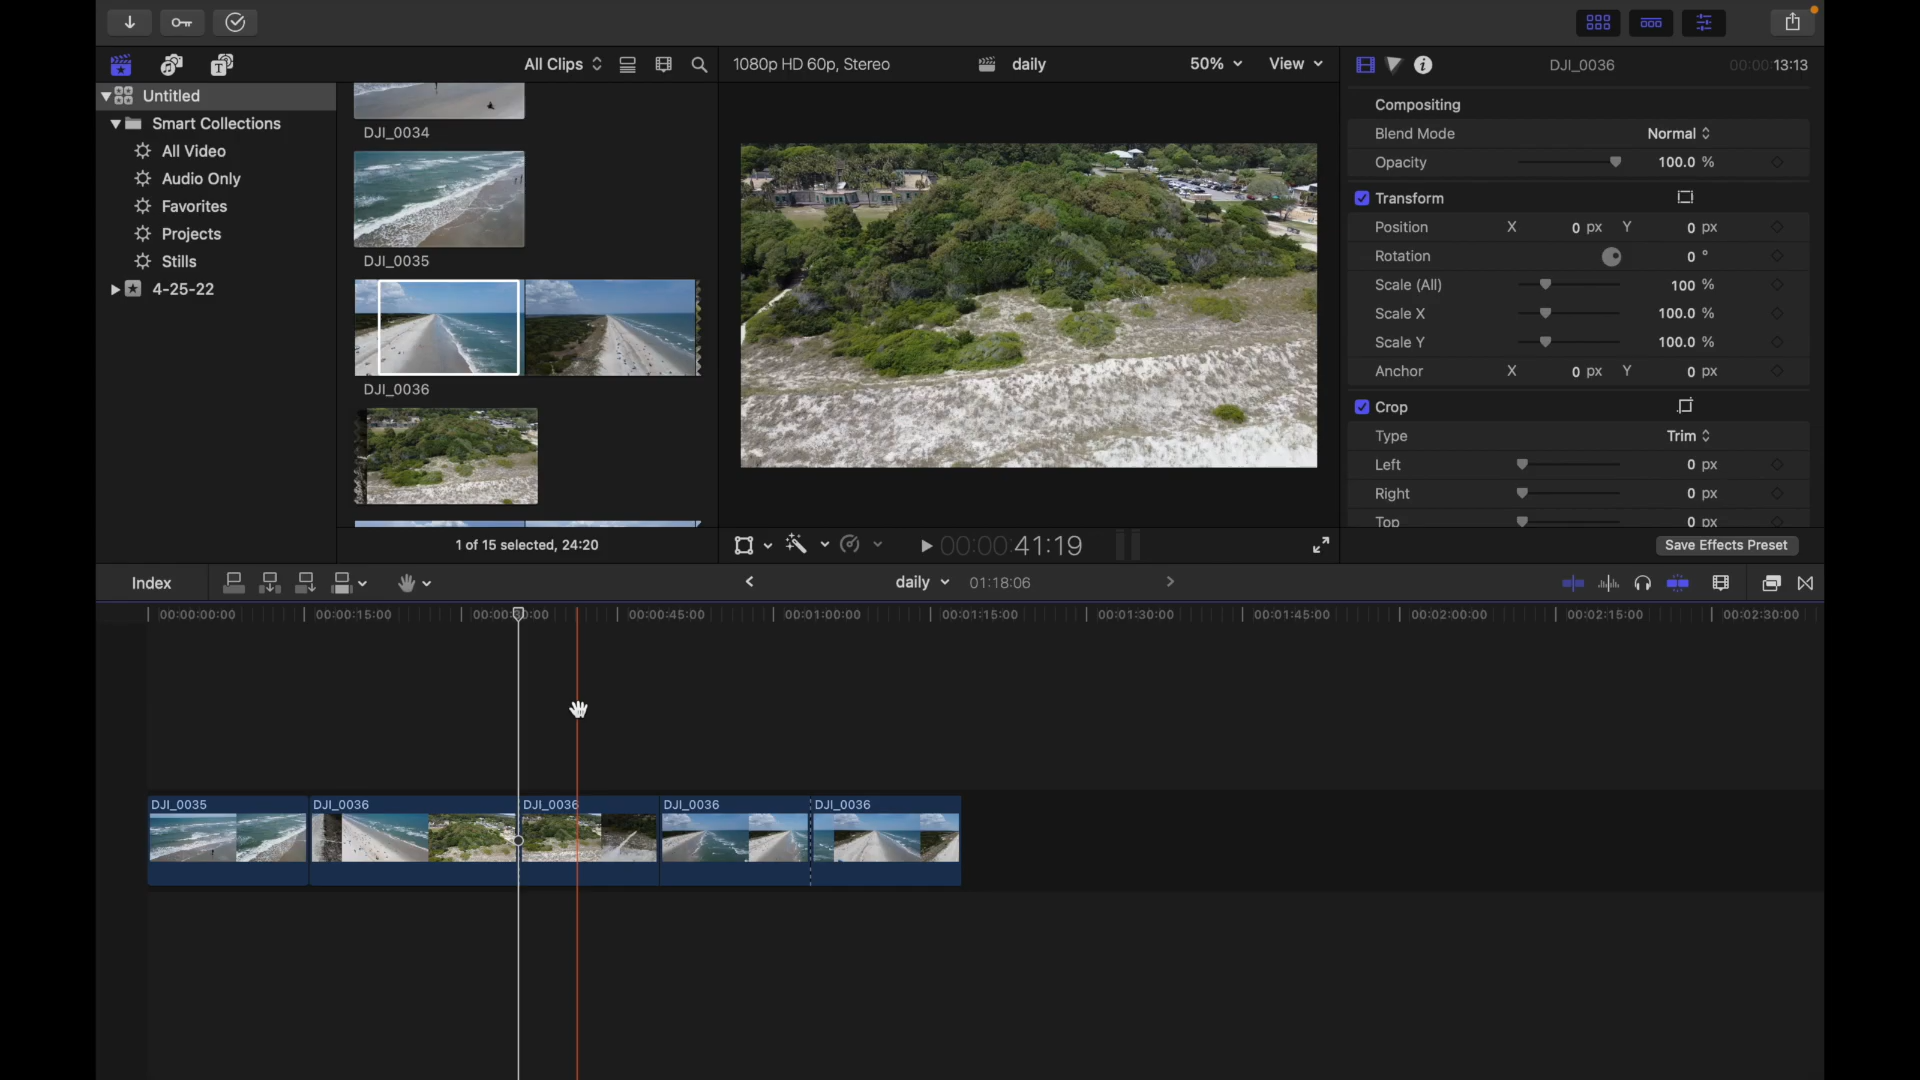 All Clips
1080p HD 60p, Stereo
daily
50%
View
DJI_0036
00:00:13:13
Untitled
Smart Collections
All Video
Audio Only
Favorites
Projects
Stills
4-25-22
DJI_0034
DJI_0035
DJI_0036
1 of 15 selected, 24:20
00:00:41:19
Compositing
Blend Mode Normal
Opacity 100.0 %
Transform
Position X 0 px Y 0 px
Rotation 0 °
Scale (All) 100 %
Scale X 100.0 %
Scale Y 100.0 %
Anchor X 0 px Y 0 px
Crop
Type Trim
Left 0 px
Right 0 px
Top 0 px
Save Effects Preset
Index
daily 01:18:06
00:00:00:00 00:00:15:00 00:00:30:00 00:00:45:00 00:01:00:00 00:01:15:00 00:01:30:00 00:01:45:00 00:02:00:00 00:02:15:00 00:02:30:00
DJI_0035 DJI_0036 DJI_0036 DJI_0036 DJI_0036